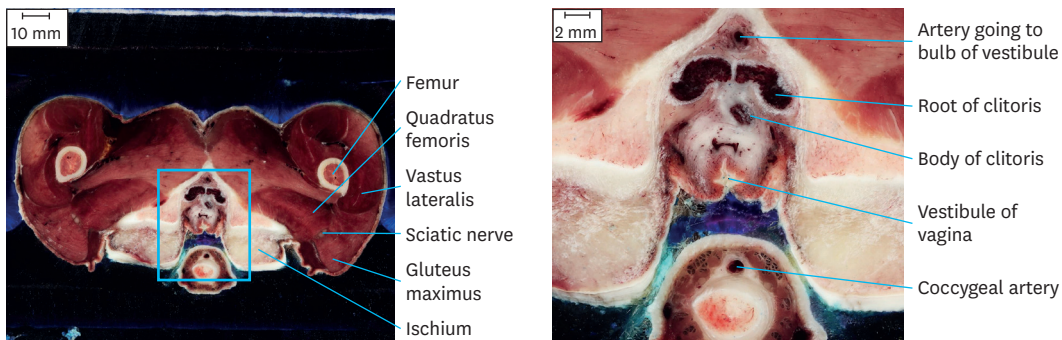 10 mm
Femur
Quadratus
femoris
Vastus
lateralis
Sciatic nerve
Gluteus
maximus
Ischium
2 mm
Artery going to
bulb of vestibule
Root of clitoris
Body of clitoris
Vestibule of
vagina
Coccygeal artery